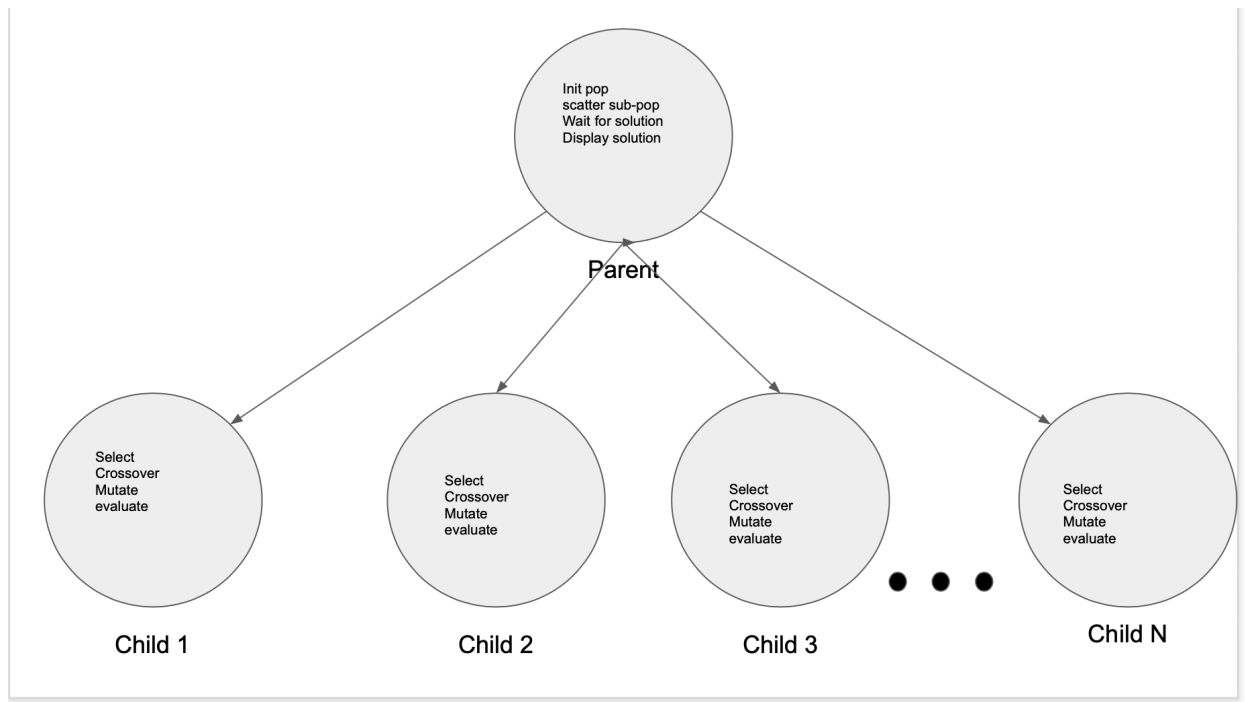 Init pop
scatter sub-pop
Wait for solution
Display solution
Parent
Select
Crossover
Mutate
evaluate
Child 1
Select
Crossover
Mutate
evaluate
Child 2
Select
Crossover
Mutate
evaluate
Child 3
Select
Crossover
Mutate
evaluate
Child N